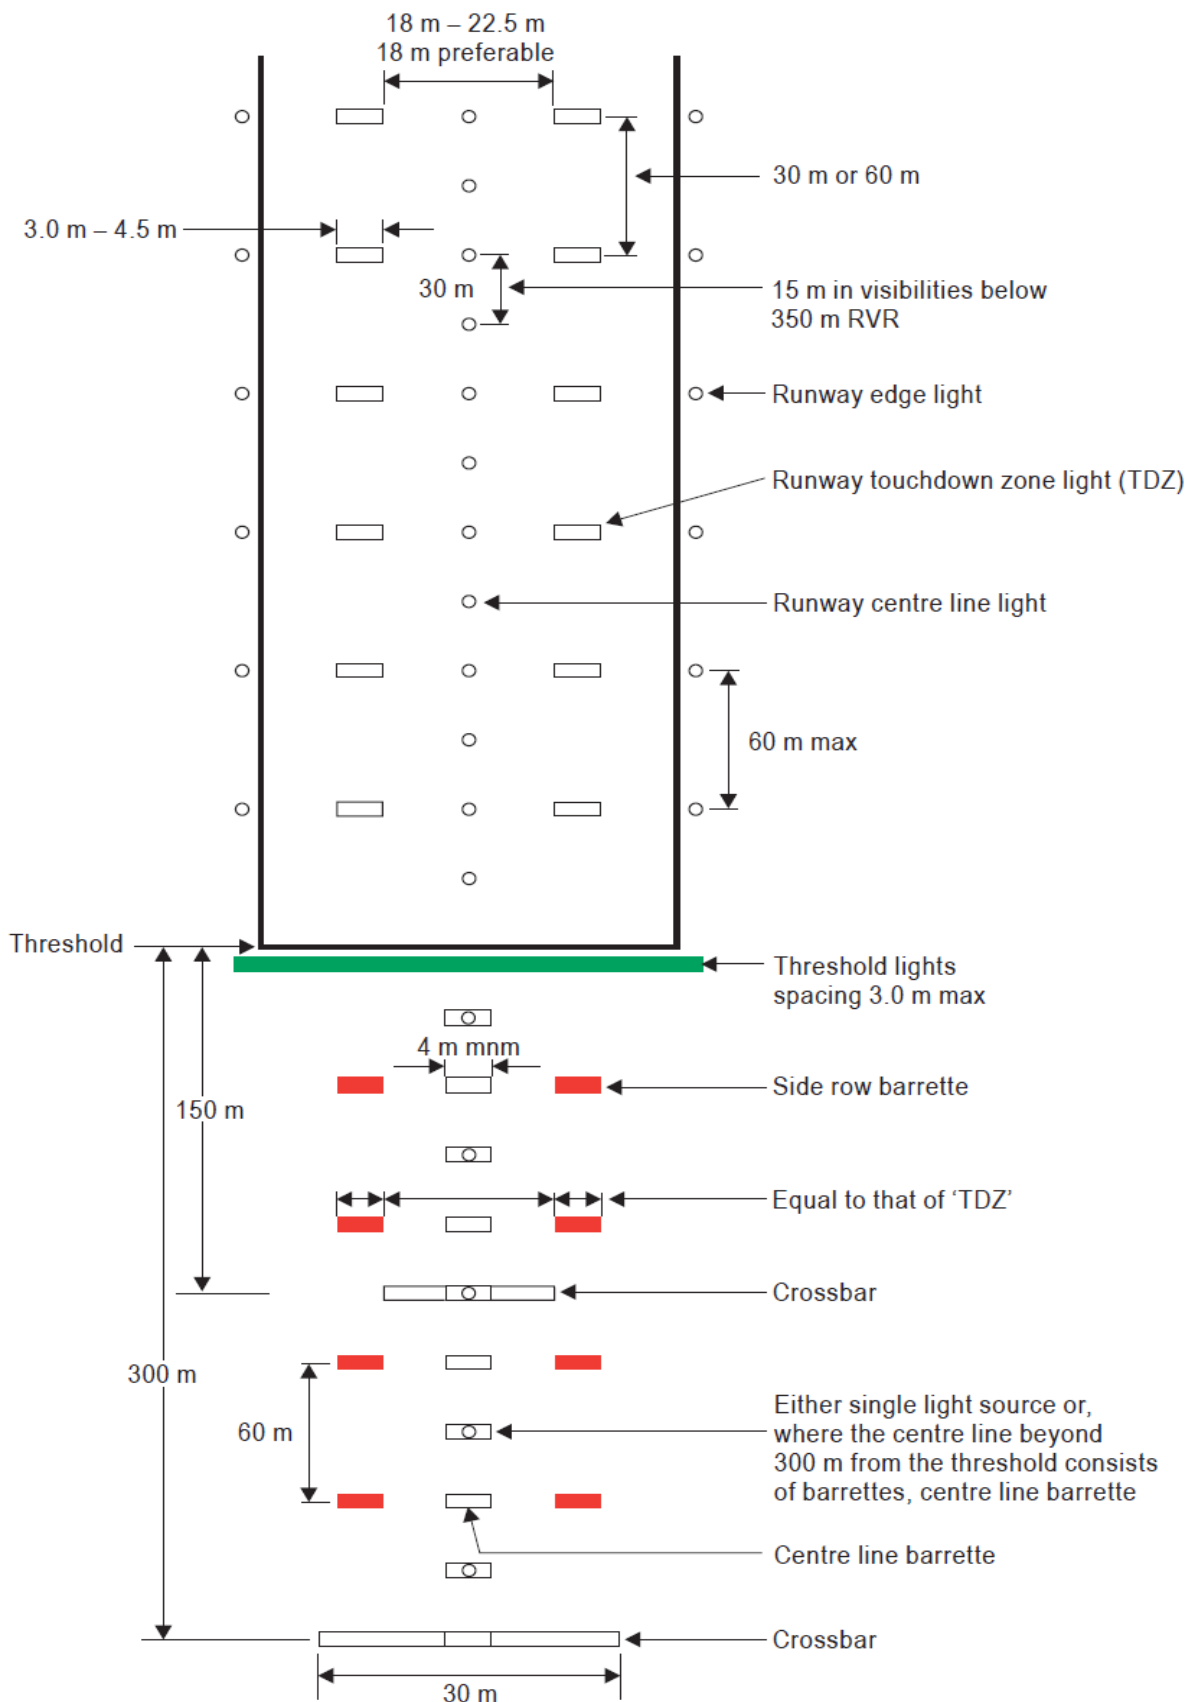 18 m – 22.5 m
18 m preferable
30 m or 60 m
3.0 m – 4.5 m
30 m
15 m in visibilities below
350 m RVR
Runway edge light
Runway touchdown zone light (TDZ)
Runway centre line light
60 m max
Threshold
Threshold lights
spacing 3.0 m max
4 m mnm
Side row barrette
150 m
Equal to that of ‘TDZ’
Crossbar
300 m
60 m
Either single light source or,
where the centre line beyond
300 m from the threshold consists
of barrettes, centre line barrette
Centre line barrette
Crossbar
30 m